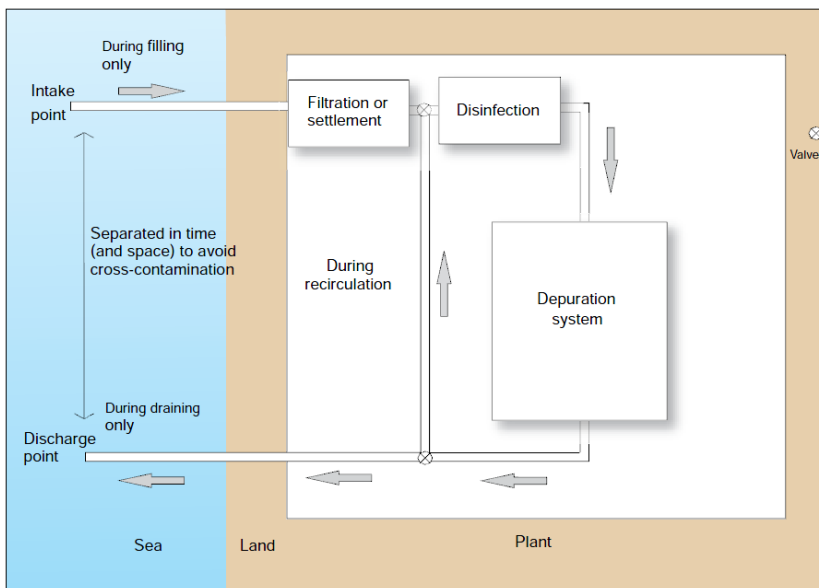 During filling
only
Intake
point
Filtration or
settlement
Disinfection
Valve
Separated in time
(and space) to avoid
cross-contamination
During
recirculation
Depuration
system
During draining
only
Discharge
point
Sea
Land
Plant